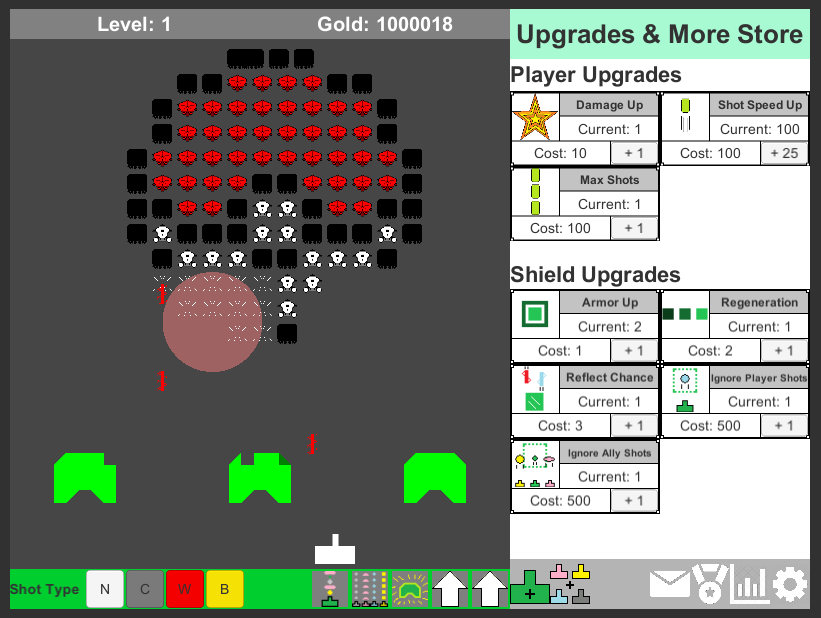 Level: 1
Gold: 1000018
Upgrades & More Store
Player Upgrades
Damage Up
Current: 1
Cost: 10
+ 1
Shot Speed Up
Current: 100
Cost: 100
+ 25
Max Shots
Current: 1
Cost: 100
+ 1
Shield Upgrades
Armor Up
Current: 2
Cost: 1
+ 1
Regeneration
Current: 1
Cost: 2
+ 1
Reflect Chance
Current: 1
Cost: 3
+ 1
Ignore Player Shots
Current: 1
Cost: 500
+ 1
Ignore Ally Shots
Current: 1
Cost: 500
+ 1
Shot Type
N
C
W
B